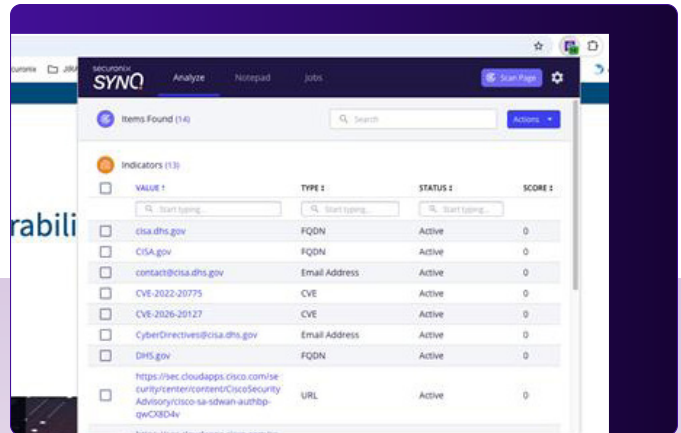 securonix
SYNQ
Analyze
Notepad
Jobs
Scan Page
Items Found (14)
Search
Actions
Indicators (13)
VALUE ↑ TYPE ↕ STATUS ↕ SCORE ↕
Start typing... Start typing... Start typing...
cisa.dhs.gov FQDN Active 0
CISA.gov FQDN Active 0
contact@cisa.dhs.gov Email Address Active 0
CVE-2022-20775 CVE Active 0
CVE-2026-20127 CVE Active 0
CyberDirectives@cisa.dhs.gov Email Address Active 0
DHS.gov FQDN Active 0
https://sec.cloudapps.cisco.com/se
curity/center/content/CiscoSecurity
Advisory/cisco-sa-sdwan-authbp-
qwCX8D4v
URL Active 0
rabili